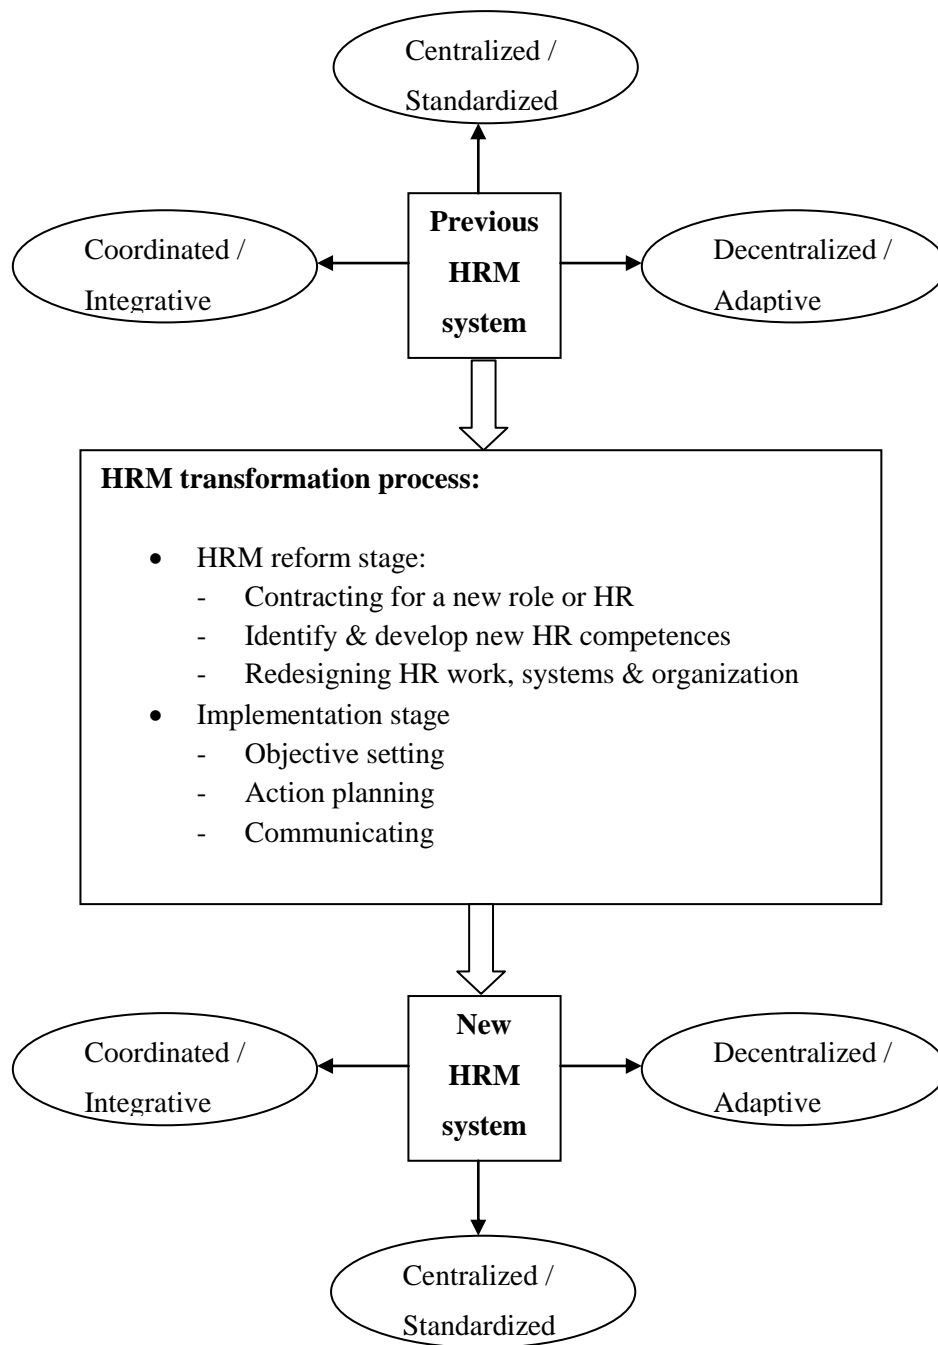 Centralized /
Standardized
Previous
HRM
system
Coordinated /
Integrative
Decentralized /
Adaptive
HRM transformation process:
• HRM reform stage:
- Contracting for a new role or HR
- Identify & develop new HR competences
- Redesigning HR work, systems & organization
• Implementation stage
- Objective setting
- Action planning
- Communicating
Coordinated /
Integrative
New
HRM
system
Decentralized /
Adaptive
Centralized /
Standardized